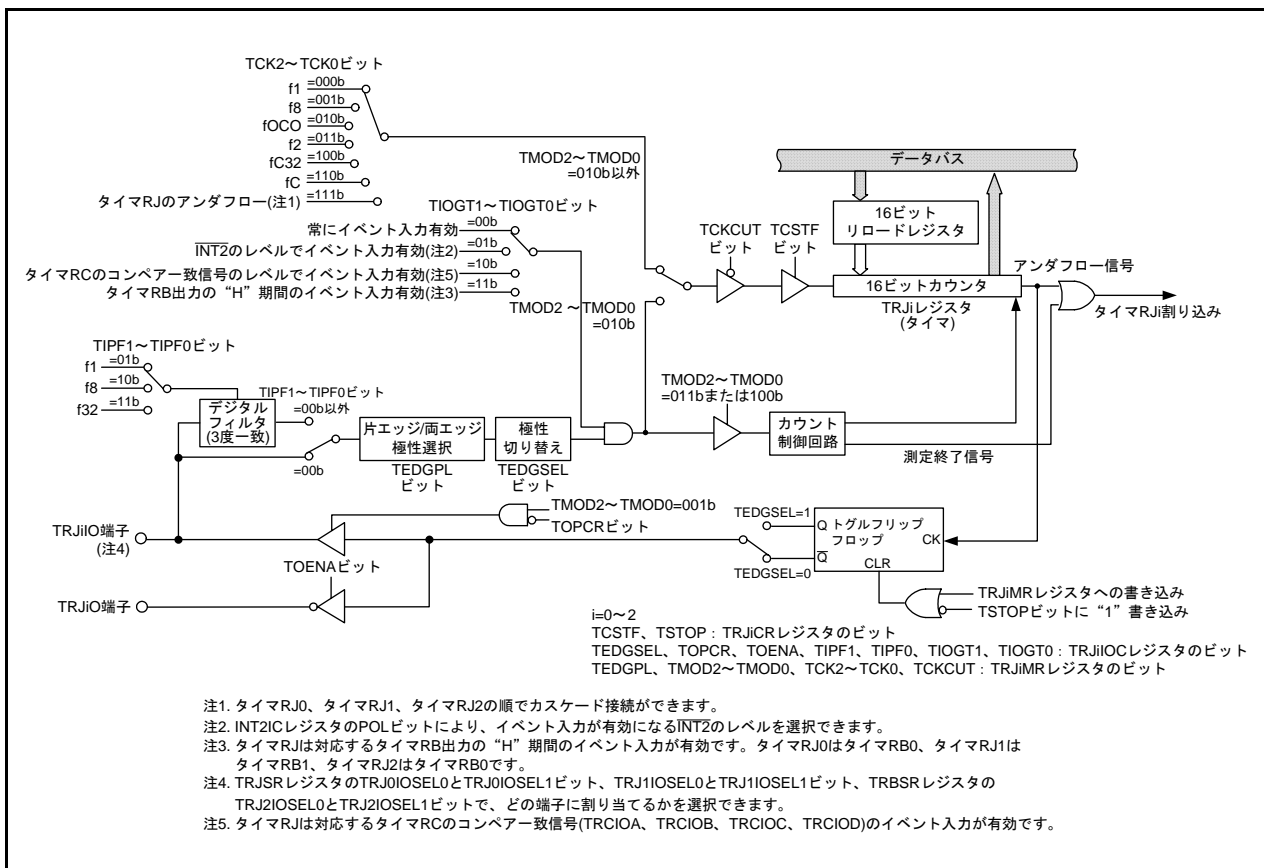 TCK2～TCK0ビット
f1 =000b
f8 =001b
fOCO =010b
f2 =011b
fC32 =100b
fC =110b
タイマRJのアンダフロー(注1) =111b
TMOD2～TMOD0
=010b以外
データバス
16ビット
リロードレジスタ
TIOGT1～TIOGT0ビット
常にイベント入力有効 =00b
INT2のレベルでイベント入力有効(注2) =01b
タイマRCのコンペアー致信号のレベルでイベント入力有効(注5) =10b
タイマRB出力の“H”期間のイベント入力有効(注3) =11b
TMOD2 ～TMOD0
=010b
TCKCUT
ビット
TCSTF
ビット
16ビットカウンタ
TRJiレジスタ
(タイマ)
アンダフロー信号
タイマRJi割り込み
TIPF1～TIPF0ビット
f1 =01b
f8 =10b
f32 =11b
デジタル
フィルタ
(3度一致)
TIPF1～TIPF0ビット
=00b以外
=00b
片エッジ/両エッジ
極性選択
TEDGPL
ビット
極性
切り替え
TEDGSEL
ビット
TMOD2～TMOD0
=011bまたは100b
カウント
制御回路
測定終了信号
TRJiIO端子
(注4)
TMOD2～TMOD0=001b
TOPCRビット
TEDGSEL=1
TEDGSEL=0
Q トグルフリップ
フロップ
CK
Q
CLR
TOENAビット
TRJiO端子
TRJiMRレジスタへの書き込み
TSTOPビットに“1”書き込み
i=0～2
TCSTF、TSTOP : TRJiCRレジスタのビット
TEDGSEL、TOPCR、TOENA、TIPF1、TIPF0、TIOGT1、TIOGT0 : TRJiIOCレジスタのビット
TEDGPL、TMOD2～TMOD0、TCK2～TCK0、TCKCUT : TRJiMRレジスタのビット
注1. タイマRJ0、タイマRJ1、タイマRJ2の順でカスケード接続ができます。
注2. INT2ICレジスタのPOLビットにより、イベント入力が有効になるINT2のレベルを選択できます。
注3. タイマRJは対応するタイマRB出力の“H”期間のイベント入力が有効です。タイマRJ0はタイマRB0、タイマRJ1は
タイマRB1、タイマRJ2はタイマRB0です。
注4. TRJSRレジスタのTRJ0IOSEL0とTRJ0IOSEL1ビット、TRJ1IOSEL0とTRJ1IOSEL1ビット、TRBSRレジスタの
TRJ2IOSEL0とTRJ2IOSEL1ビットで、どの端子に割り当てるかを選択できます。
注5. タイマRJは対応するタイマRCのコンペアー致信号(TRCIOA、TRCIOB、TRCIOC、TRCIOD)のイベント入力が有効です。